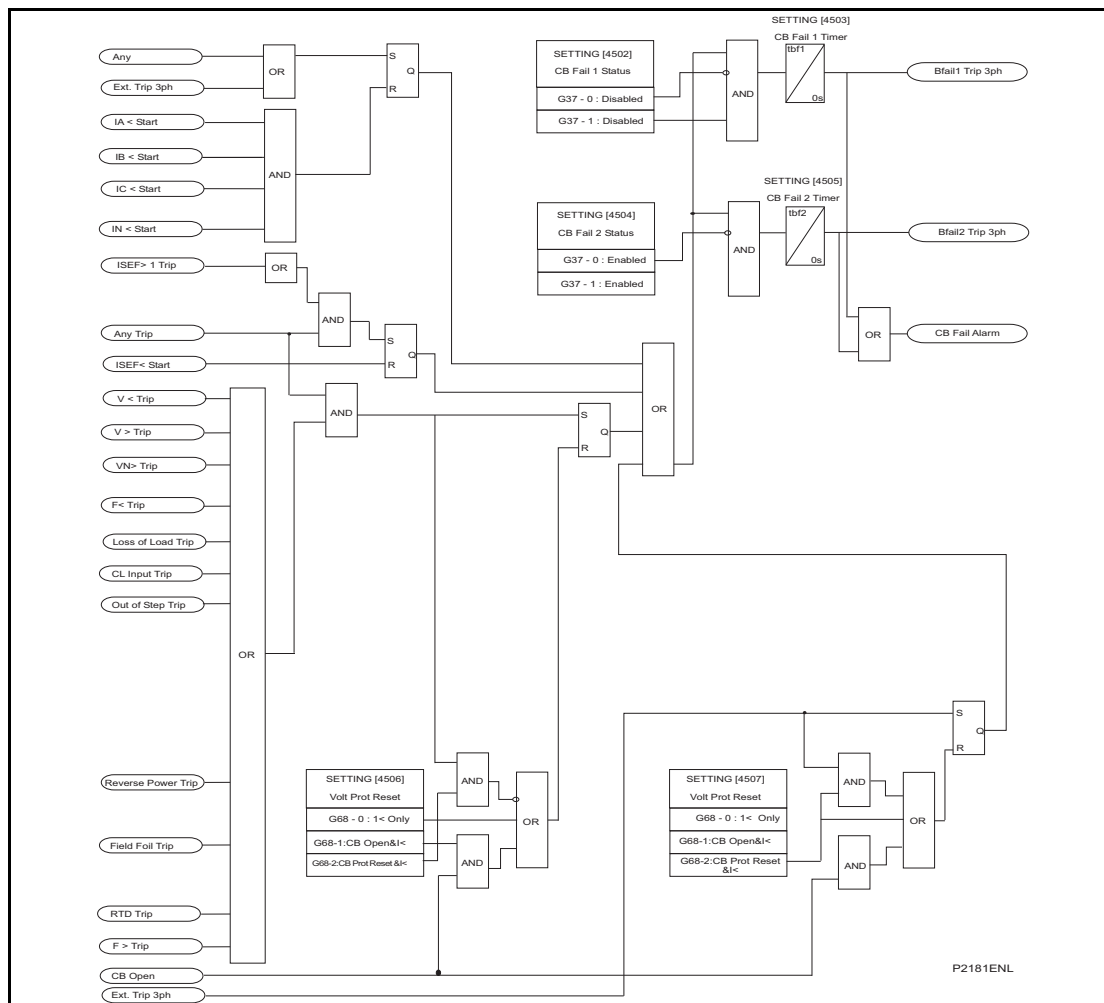 SETTING [4503]
CB Fail 1 Timer
Any
OR
S
Q
R
SETTING [4502]
CB Fail 1 Status
tbf1
0s
Bfail1 Trip 3ph
Ext. Trip 3ph
G37 - 0 : Disabled
AND
IA < Start
G37 - 1 : Disabled
IB < Start
AND
IC < Start
SETTING [4505]
CB Fail 2 Timer
IN < Start
SETTING [4504]
CB Fail 2 Status
tbf2
0s
Bfail2 Trip 3ph
ISEF> 1 Trip
OR
G37 - 0 : Enabled
AND
G37 - 1 : Enabled
AND
Any Trip
S
Q
R
OR
CB Fail Alarm
ISEF< Start
V < Trip
AND
S
Q
R
OR
V > Trip
VN> Trip
F< Trip
Loss of Load Trip
CL Input Trip
Out of Step Trip
OR
S
Q
R
Reverse Power Trip
SETTING [4506]
Volt Prot Reset
AND
SETTING [4507]
Volt Prot Reset
AND
G68 - 0 : 1< Only
OR
G68 - 0 : 1< Only
OR
Field Foil Trip
G68-1:CB Open&I<
AND
G68-1:CB Open&I<
G68-2:CB Prot Reset &I<
G68-2:CB Prot Reset
&I<
AND
RTD Trip
F > Trip
CB Open
P2181ENL
Ext. Trip 3ph